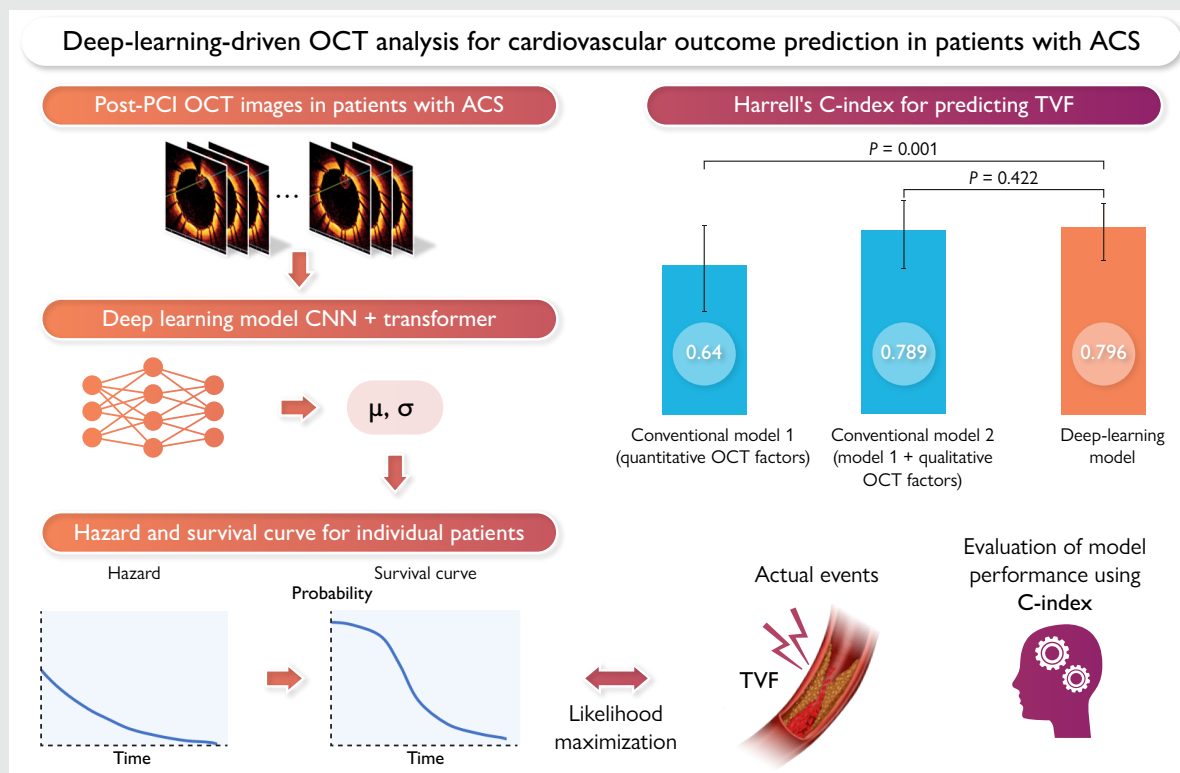 Deep-learning-driven OCT analysis for cardiovascular outcome prediction in patients with ACS
Post-PCI OCT images in patients with ACS
...
Deep learning model CNN + transformer
μ, σ
Hazard and survival curve for individual patients
Hazard
Survival curve
Probability
Time
Time
Likelihood
maximization
Harrell's C-index for predicting TVF
P = 0.001
P = 0.422
0.64
0.789
0.796
Conventional model 1
(quantitative OCT factors)
Conventional model 2
(model 1 + qualitative
OCT factors)
Deep-learning
model
Actual events
TVF
Evaluation of model
performance using
C-index